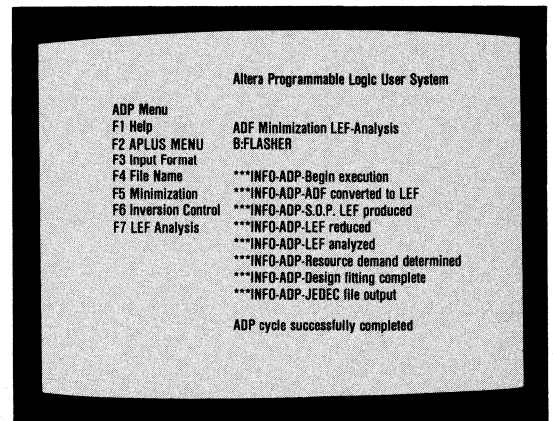 Altera Programmable Logic User System
ADP Menu
F1 Help
F2 APLUS MENU
F3 Input Format
F4 File Name
F5 Minimization
F6 Inversion Control
F7 LEF Analysis
ADF Minimization LEF-Analysis
B:FLASHER
***INFO-ADP-Begin execution
***INFO-ADP-ADF converted to LEF
***INFO-ADP-S.O.P. LEF produced
***INFO-ADP-LEF reduced
***INFO-ADP-LEF analyzed
***INFO-ADP-Resource demand determined
***INFO-ADP-Design fitting complete
***INFO-ADP-JEDEC file output
ADP cycle successfully completed